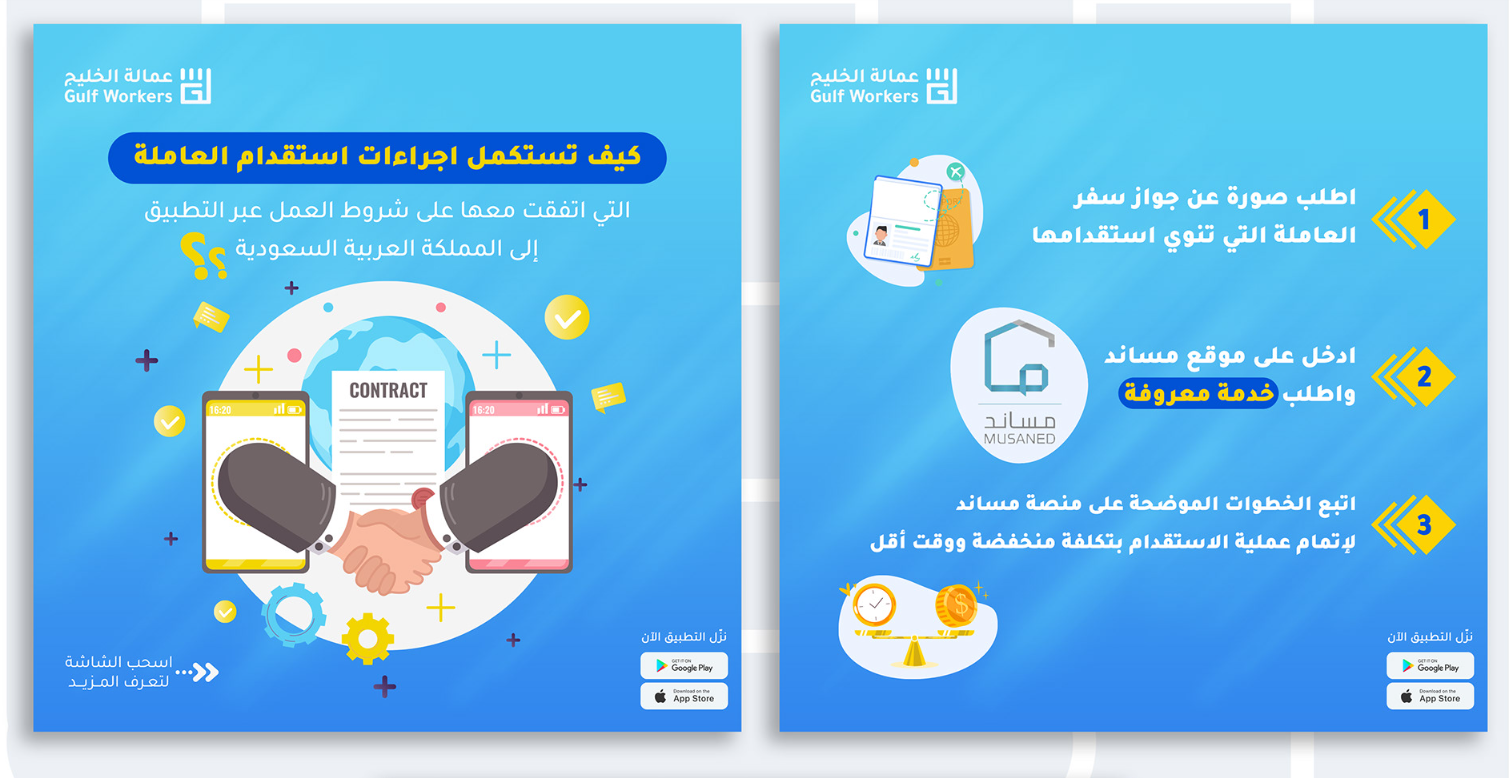 عمالة الخليج
Gulf Workers
كيف تستكمل اجراءات استقدام العاملة
التي اتفقت معها على شروط العمل عبر التطبيق
إلى المملكة العربية السعودية ؟؟
CONTRACT
16:20
16:20
اسحب الشاشة
لتعرف المـزيــد
نزّل التطبيق الآن
GET IT ON
Google Play
Download on the
App Store
عمالة الخليج
Gulf Workers
1
اطلب صورة عن جواز سفر
العاملة التي تنوي استقدامها
2
ادخل على موقع مساند
واطلب خدمة معروفة
مساند
MUSANED
3
اتبع الخطوات الموضحة على منصة مساند
لإتمام عملية الاستقدام بتكلفة منخفضة ووقت أقل
نزّل التطبيق الآن
GET IT ON
Google Play
Download on the
App Store